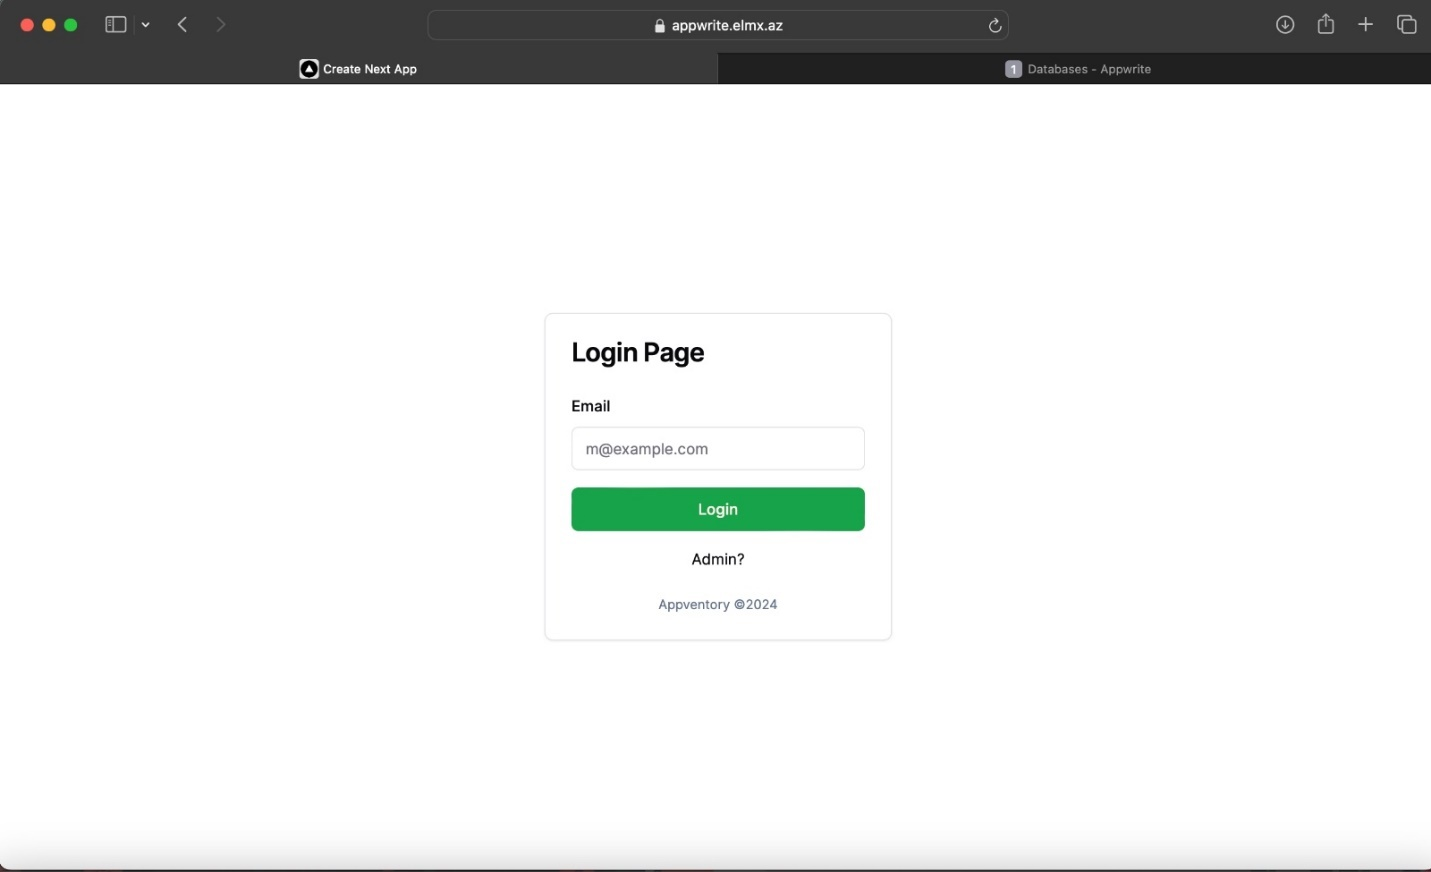 appwrite.elmx.az
Create Next App
1 Databases - Appwrite
Login Page
Email
m@example.com
Login
Admin?
Appventory ©2024